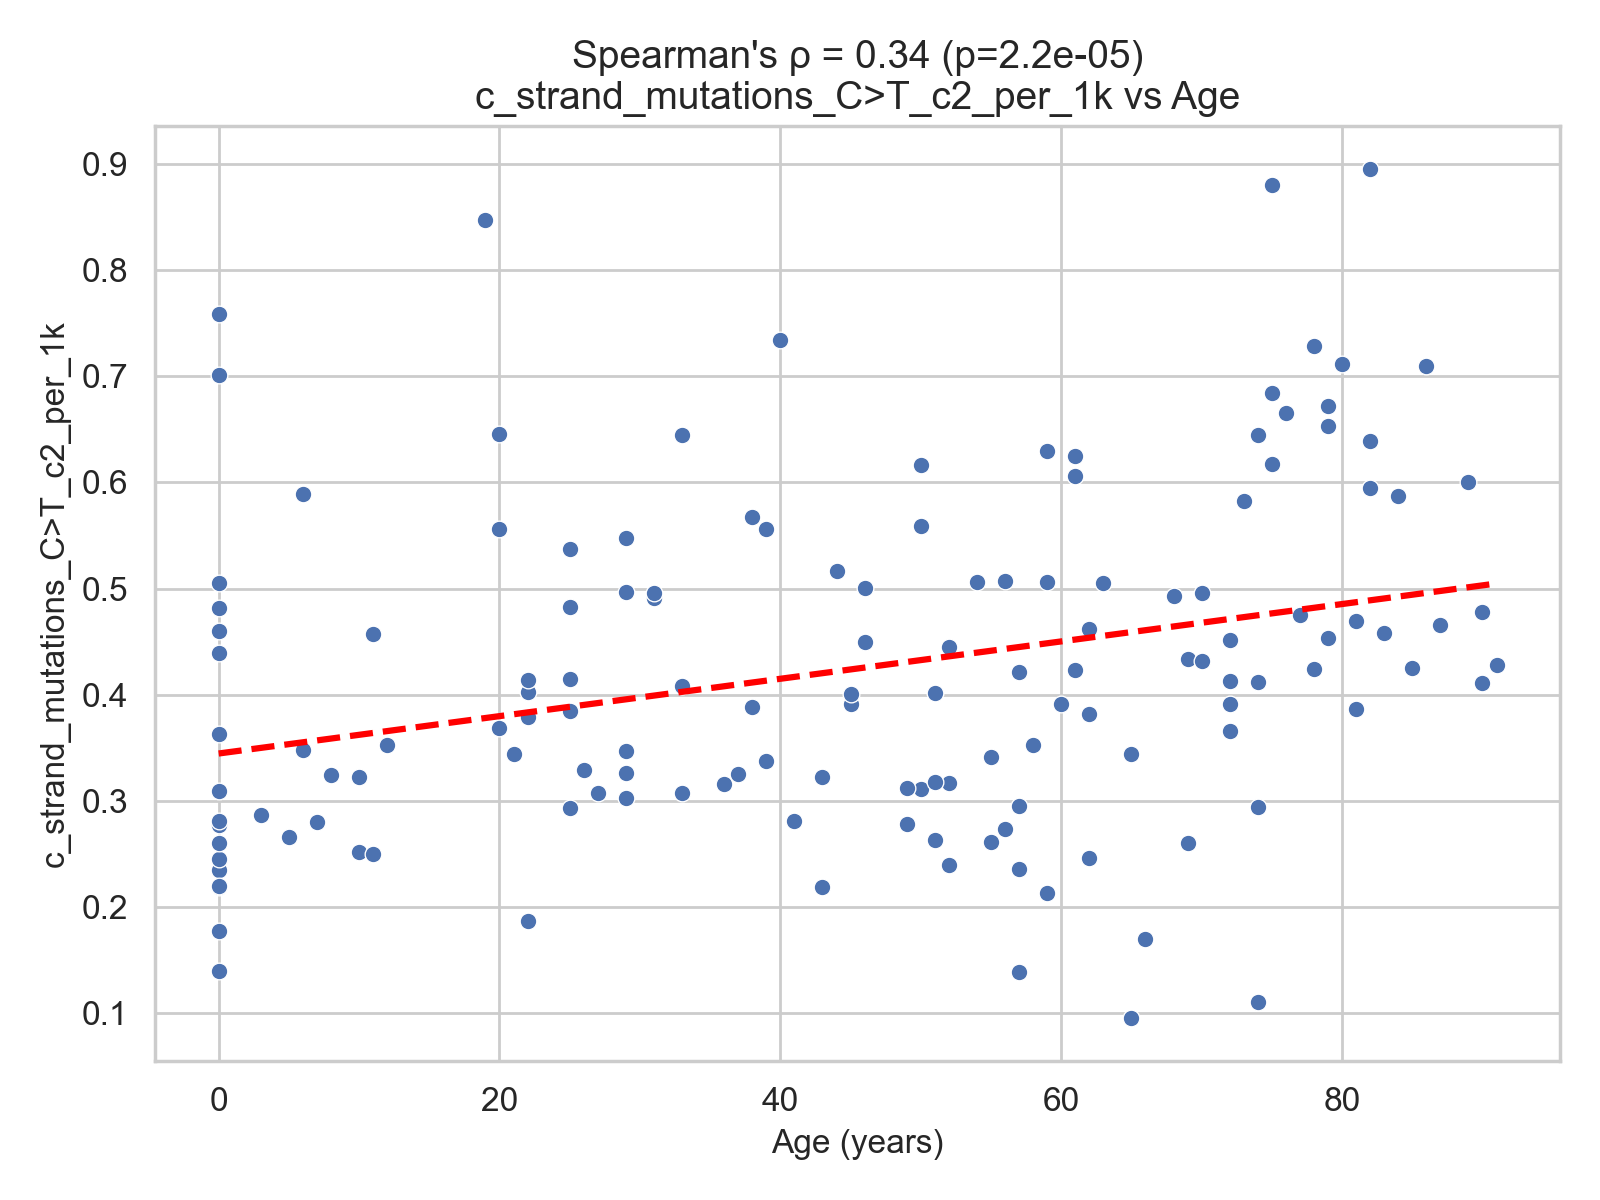 Spearman's ρ = 0.34 (p=2.2e-05)
c_strand_mutations_C>T_c2_per_1k vs Age
c_strand_mutations_C>T_c2_per_1k
0.9
0.8
0.7
0.6
0.5
0.4
0.3
0.2
0.1
0 20 40 60 80
Age (years)